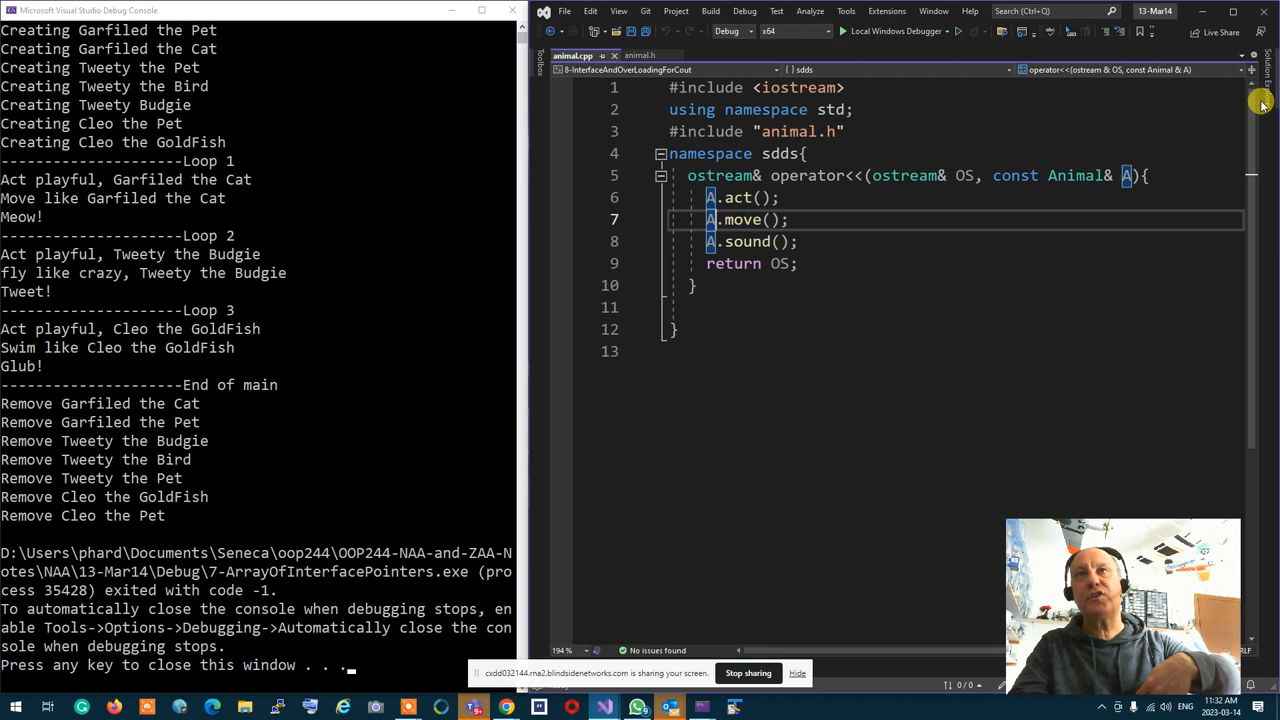 Microsoft Visual Studio Debug Console
Creating Garfiled the Pet
Creating Garfiled the Cat
Creating Tweety the Pet
Creating Tweety the Bird
Creating Tweety Budgie
Creating Cleo the Pet
Creating Cleo the GoldFish
---------------------Loop 1
Act playful, Garfiled the Cat
Move like Garfiled the Cat
Meow!
---------------------Loop 2
Act playful, Tweety the Budgie
fly like crazy, Tweety the Budgie
Tweet!
---------------------Loop 3
Act playful, Cleo the GoldFish
Swim like Cleo the GoldFish
Glub!
---------------------End of main
Remove Garfiled the Cat
Remove Garfiled the Pet
Remove Tweety the Budgie
Remove Tweety the Bird
Remove Tweety the Pet
Remove Cleo the GoldFish
Remove Cleo the Pet
D:\Users\phard\Documents\Seneca\oop244\OOP244-NAA-and-ZAA-N
otes\NAA\13-Mar14\Debug\7-ArrayOfInterfacePointers.exe (pro
cess 35428) exited with code -1.
To automatically close the console when debugging stops, en
able Tools->Options->Debugging->Automatically close the con
sole when debugging stops.
Press any key to close this window . . .
File Edit View Git Project Build Debug Test Analyze Tools Extensions Window Help Search (Ctrl+Q) 13-Mar14
Debug x64 Local Windows Debugger Live Share
Toolbox
animal.cpp animal.h
8-InterfaceAndOverLoadingForCout sdds operator<<(ostream & OS, const Animal & A)
1 #include <iostream>
2 using namespace std;
3 #include "animal.h"
4 namespace sdds{
5 ostream& operator<<(ostream& OS, const Animal& A){
6 A.act();
7 A.move();
8 A.sound();
9 return OS;
10 }
11
12 }
13
194 % No issues found
cxdd032144.rna2.blindsidenetworks.com is sharing your screen. Stop sharing Hide
0 / 0
ENG 11:32 AM
2023-03-14